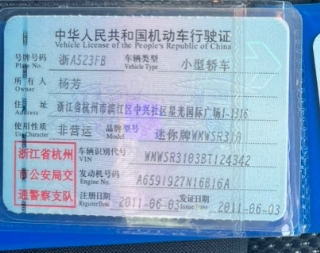 中华人民共和国机动车行驶证
Vehicle License of the People's Republic of China
号牌号码 浙A523FB 车辆类型 小型轿车
Plate No. Vehicle Type
所有人 杨芳
Owner
住址 浙江省杭州市滨江区中兴社区星光国际广场1-1316
Address
使用性质 非营运 品牌型号 迷你牌WMWSR310
Use Character Model
浙江省杭州市公安局交通警察支队
车辆识别代号 WMWSR3103BT124342
VIN
发动机号码 A6591927N16B16A
Engine No.
注册日期 2011-06-03 发证日期 2011-06-03
Register Date Issue Date